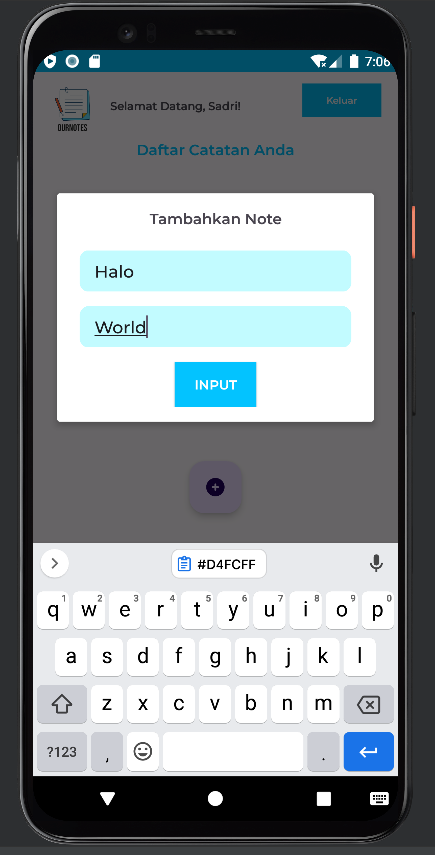 7:06
OURNOTES
Selamat Datang, Sadri!
Keluar
Daftar Catatan Anda
Tambahkan Note
Halo
World
INPUT
#D4FCFF
1 2 3 4 5 6 7 8 9 0
q w e r t y u i o p
a s d f g h j k l
z x c v b n m
?123 , .